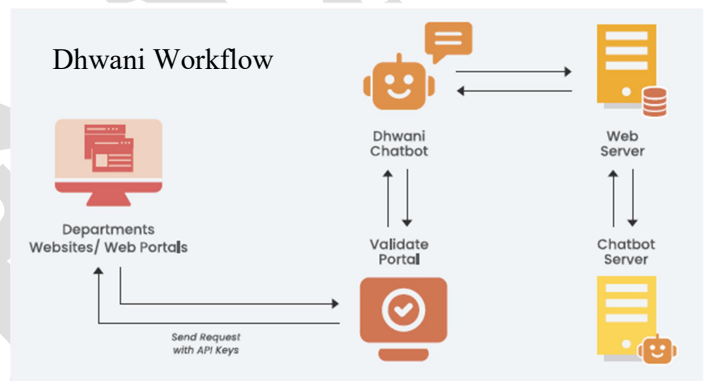 Dhwani Workflow
Dhwani
Chatbot
Web
Server
Departments
Websites/ Web Portals
Validate
Portal
Chatbot
Server
Send Request
with API Keys